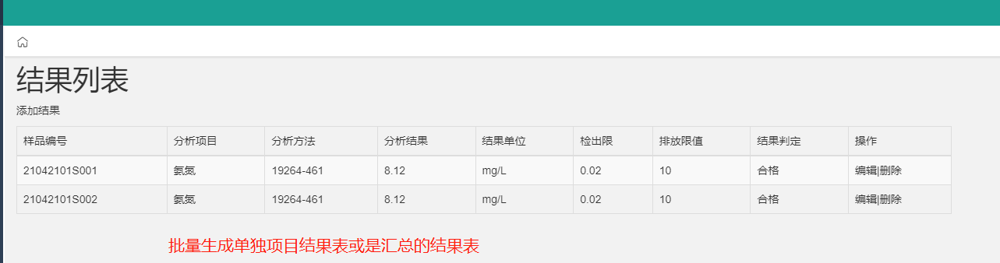 结果列表
添加结果
样品编号 分析项目 分析方法 分析结果 结果单位 检出限 排放限值 结果判定 操作
21042101S001 氨氮 19264-461 8.12 mg/L 0.02 10 合格 编辑|删除
21042101S002 氨氮 19264-461 8.12 mg/L 0.02 10 合格 编辑|删除
批量生成单独项目结果表或是汇总的结果表